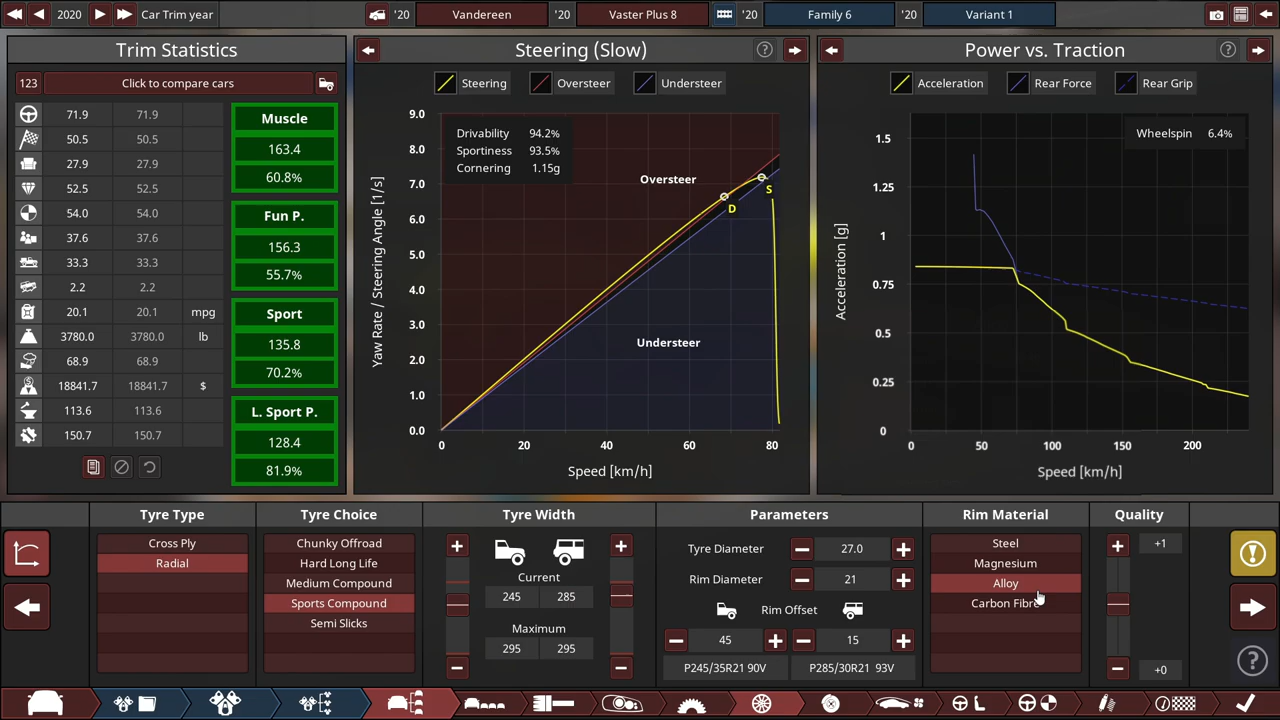 2020 Car Trim year '20 Vandereen '20 Vaster Plus 8 '20 Family 6 '20 Variant 1
Trim Statistics
123 Click to compare cars
71.9 71.9
50.5 50.5
27.9 27.9
52.5 52.5
54.0 54.0
37.6 37.6
33.3 33.3
2.2 2.2
20.1 20.1 mpg
3780.0 3780.0 lb
68.9 68.9
18841.7 18841.7 $
113.6 113.6
150.7 150.7
Muscle
163.4
60.8%
Fun P.
156.3
55.7%
Sport
135.8
70.2%
L. Sport P.
128.4
81.9%
Steering (Slow) ?
Steering Oversteer Understeer
Drivability 94.2%
Sportiness 93.5%
Cornering 1.15g
Oversteer
Understeer
D
S
Yaw Rate / Steering Angle [1/s]
9.0
8.0
7.0
6.0
5.0
4.0
3.0
2.0
1.0
0.0
0 20 40 60 80
Speed [km/h]
Power vs. Traction ?
Acceleration Rear Force Rear Grip
Wheelspin 6.4%
Acceleration [g]
1.5
1.25
1
0.75
0.5
0.25
0
0 50 100 150 200
Speed [km/h]
Tyre Type
Cross Ply
Radial
Tyre Choice
Chunky Offroad
Hard Long Life
Medium Compound
Sports Compound
Semi Slicks
Tyre Width
Current
245 285
Maximum
295 295
Parameters
Tyre Diameter 27.0
Rim Diameter 21
Rim Offset
45 15
P245/35R21 90V P285/30R21 93V
Rim Material
Steel
Magnesium
Alloy
Carbon Fibre
Quality
+1
+0
?